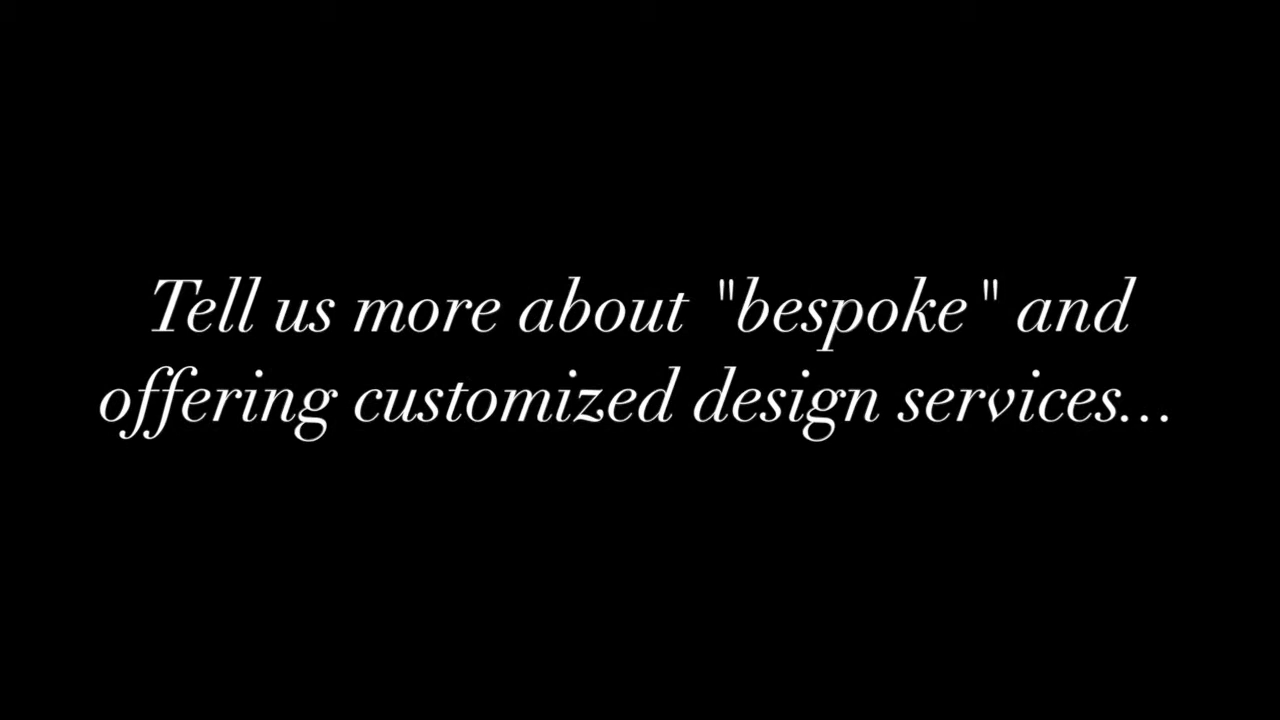 Tell us more about "bespoke" and
offering customized design services...